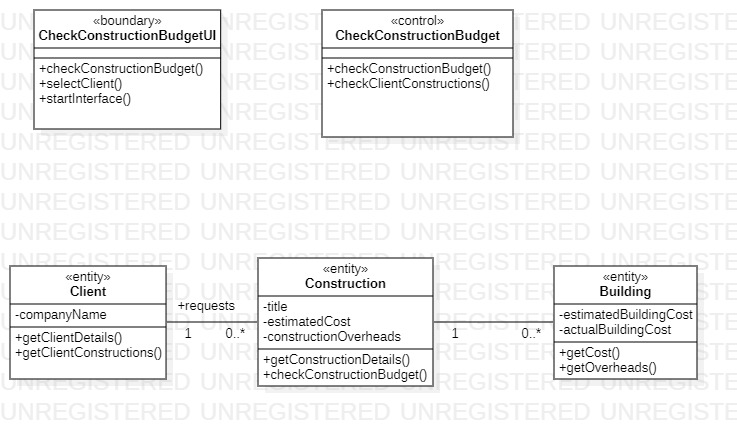 «boundary»
CheckConstructionBudgetUI
+checkConstructionBudget()
+selectClient()
+startInterface()
«control»
CheckConstructionBudget
+checkConstructionBudget()
+checkClientConstructions()
«entity»
Client
-companyName
+getClientDetails()
+getClientConstructions()
+requests
1
0..*
«entity»
Construction
-title
-estimatedCost
-constructionOverheads
+getConstructionDetails()
+checkConstructionBudget()
1
0..*
«entity»
Building
-estimatedBuildingCost
-actualBuildingCost
+getCost()
+getOverheads()
UNREGISTERED UNREGISTERED UNREGISTERED UNREGISTERED